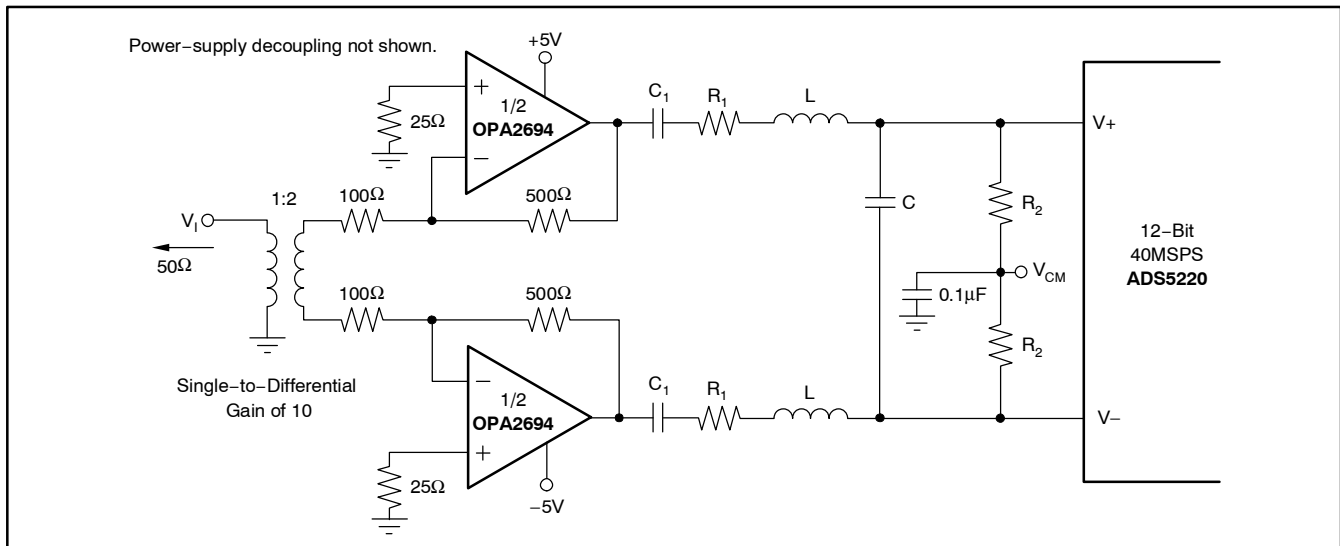 Power−supply decoupling not shown.
+5V
+
1/2
OPA2694
−
25Ω
C₁
R₁
L
V+
1:2
100Ω
500Ω
V_I
50Ω
C
R₂
12−Bit
40MSPS
ADS5220
V_CM
0.1µF
100Ω
500Ω
R₂
Single−to−Differential
Gain of 10
−
1/2
OPA2694
+
C₁
R₁
L
V−
25Ω
−5V